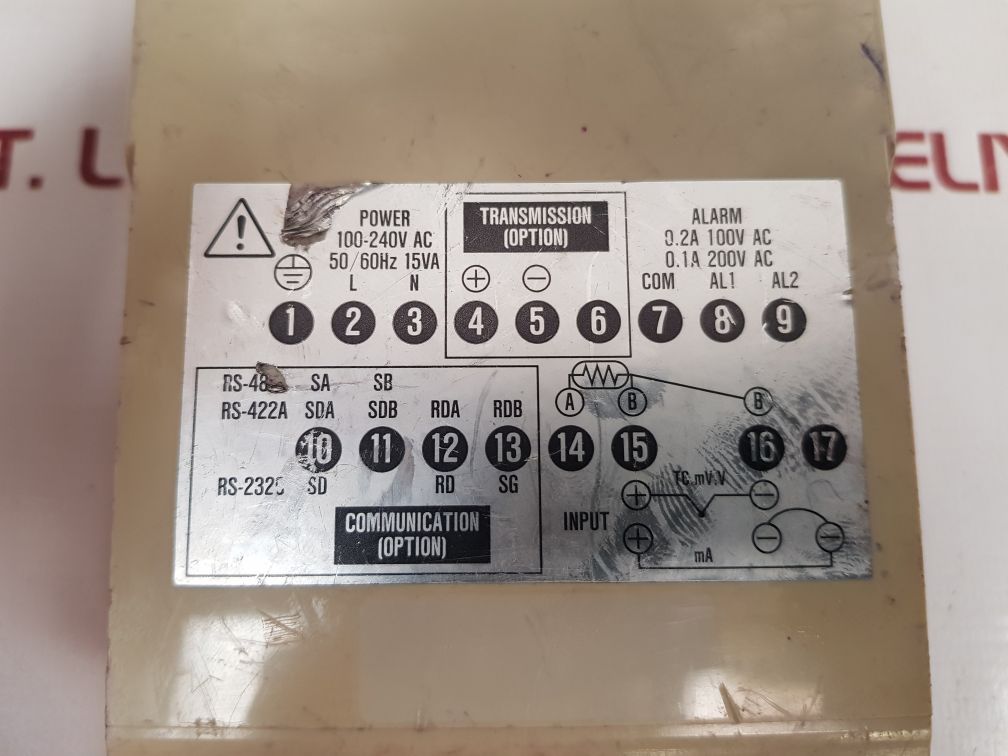 T. L
ELIV
POWER
100-240V AC
50/60Hz 15VA
L N
1 2 3
TRANSMISSION
(OPTION)
+ −
4 5 6
ALARM
0.2A 100V AC
0.1A 200V AC
COM AL1 AL2
7 8 9
RS-48 SA SB
RS-422A SDA SDB RDA RDB
10 11 12 13
RS-232C SD RD SG
COMMUNICATION
(OPTION)
A B B
14 15 16 17
TC.mV.V
+ −
INPUT
+ − −
mA